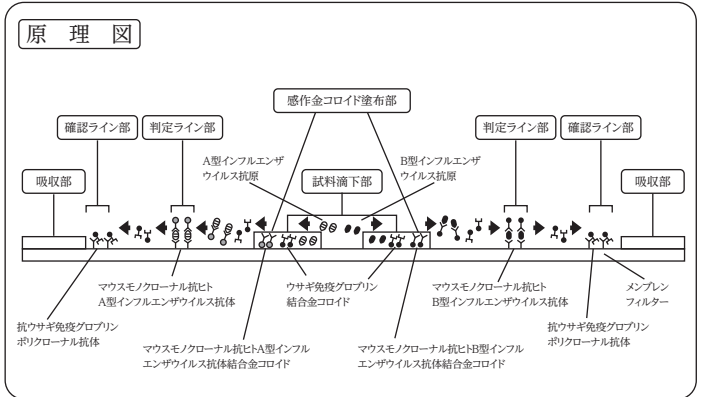 原理図
感作金コロイド塗布部
確認ライン部
判定ライン部
判定ライン部
確認ライン部
A型インフルエンザ
ウイルス抗原
B型インフルエンザ
ウイルス抗原
吸収部
試料滴下部
吸収部
マウスモノクローナル抗ヒト
A型インフルエンザウイルス抗体
ウサギ免疫グロブリン
結合金コロイド
マウスモノクローナル抗ヒト
B型インフルエンザウイルス抗体
メンブレン
フィルター
抗ウサギ免疫グロブリン
ポリクローナル抗体
マウスモノクローナル抗ヒトA型インフル
エンザウイルス抗体結合金コロイド
マウスモノクローナル抗ヒトB型インフル
エンザウイルス抗体結合金コロイド
抗ウサギ免疫グロブリン
ポリクローナル抗体